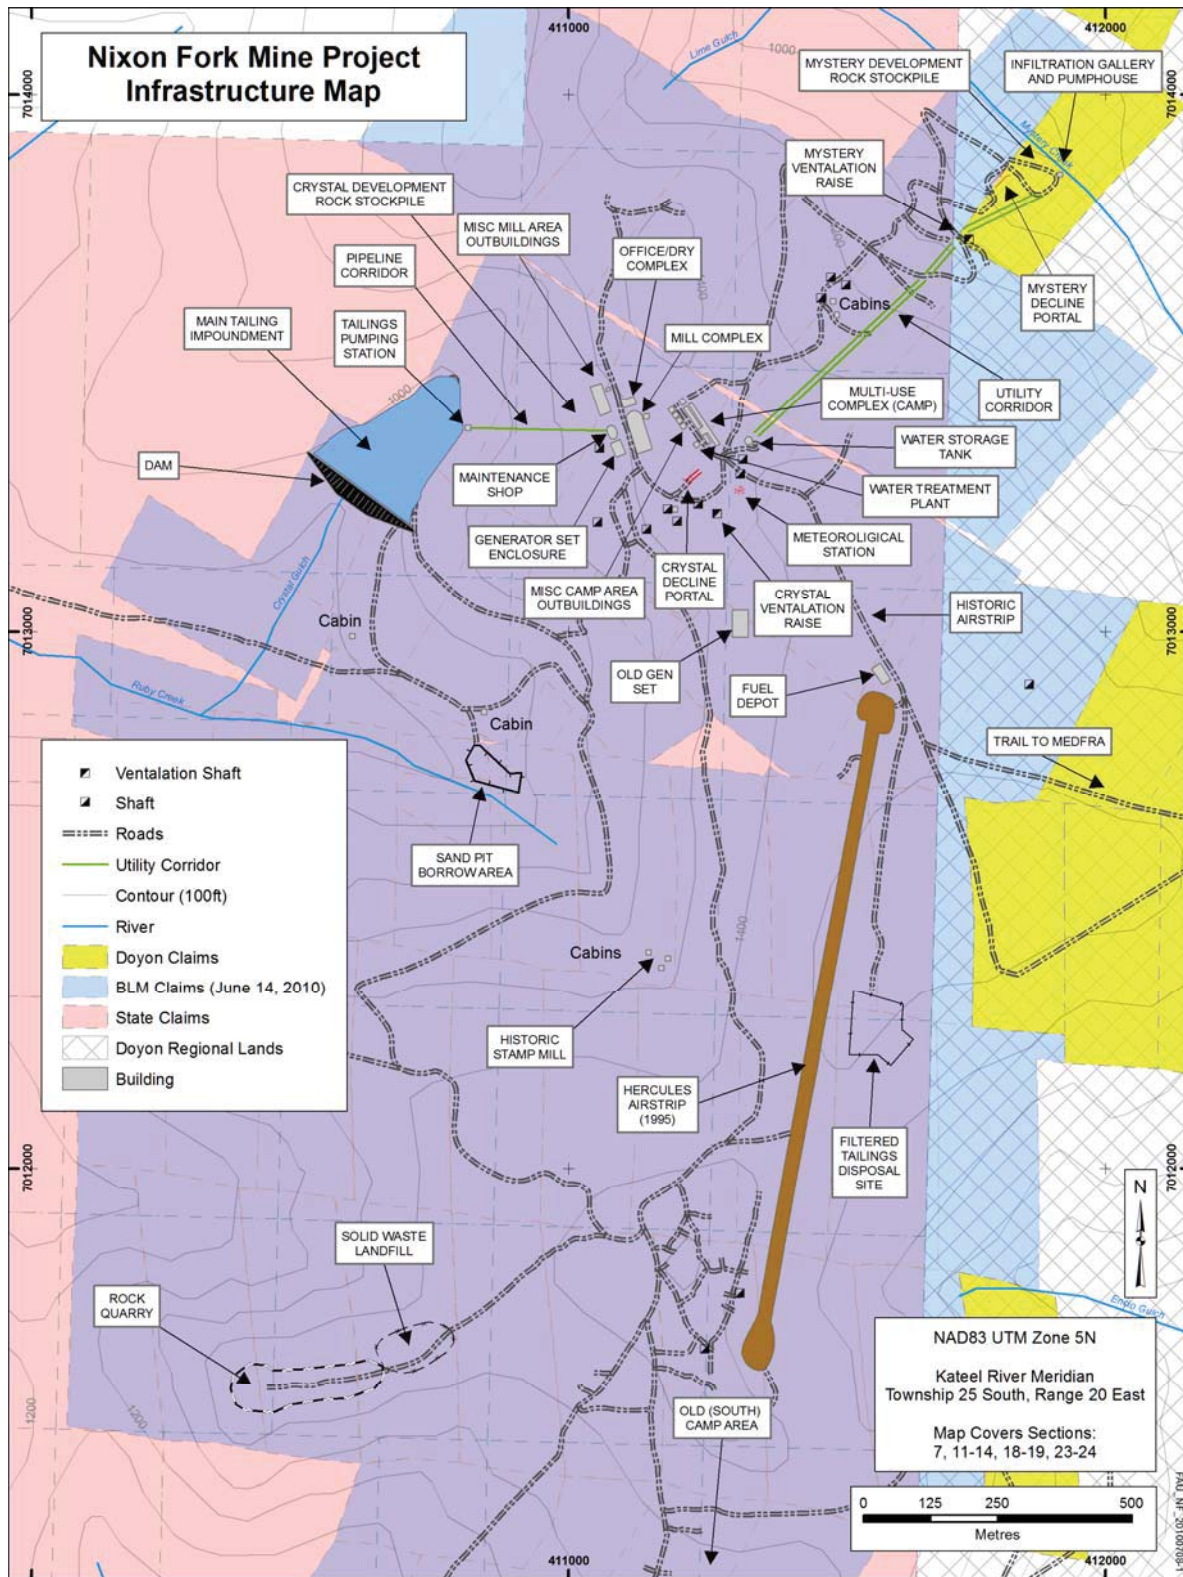 Nixon Fork Mine Project
Infrastructure Map
411000
412000
7014000
7014000
Lime Gulch
1000
MYSTERY DEVELOPMENT
ROCK STOCKPILE
INFILTRATION GALLERY
AND PUMPHOUSE
Mystery Creek
MYSTERY
VENTALATION
RAISE
CRYSTAL DEVELOPMENT
ROCK STOCKPILE
MISC MILL AREA
OUTBUILDINGS
OFFICE/DRY
COMPLEX
PIPELINE
CORRIDOR
MYSTERY
DECLINE
PORTAL
MAIN TAILING
IMPOUNDMENT
TAILINGS
PUMPING
STATION
MILL COMPLEX
Cabins
MULTI-USE
COMPLEX (CAMP)
UTILITY
CORRIDOR
1000
WATER STORAGE
TANK
DAM
MAINTENANCE
SHOP
WATER TREATMENT
PLANT
GENERATOR SET
ENCLOSURE
METEOROLIGICAL
STATION
CRYSTAL
DECLINE
PORTAL
MISC CAMP AREA
OUTBUILDINGS
CRYSTAL
VENTALATION
RAISE
HISTORIC
AIRSTRIP
Crystal Gulch
Cabin
7013000
7013000
OLD GEN
SET
FUEL
DEPOT
Ruby Creek
Cabin
TRAIL TO MEDFRA
Ventalation Shaft
Shaft
Roads
Utility Corridor
Contour (100ft)
River
Doyon Claims
BLM Claims (June 14, 2010)
State Claims
Doyon Regional Lands
Building
SAND PIT
BORROW AREA
1400
Cabins
HISTORIC
STAMP MILL
HERCULES
AIRSTRIP
(1995)
FILTERED
TAILINGS
DISPOSAL
SITE
7012000
7012000
N
SOLID WASTE
LANDFILL
ROCK
QUARRY
Endo Gulch
1200
1200
OLD (SOUTH)
CAMP AREA
NAD83 UTM Zone 5N
Kateel River Meridian
Township 25 South, Range 20 East
Map Covers Sections:
7, 11-14, 18-19, 23-24
0 125 250 500
Metres
FAU_NF_20100708-1
411000
412000